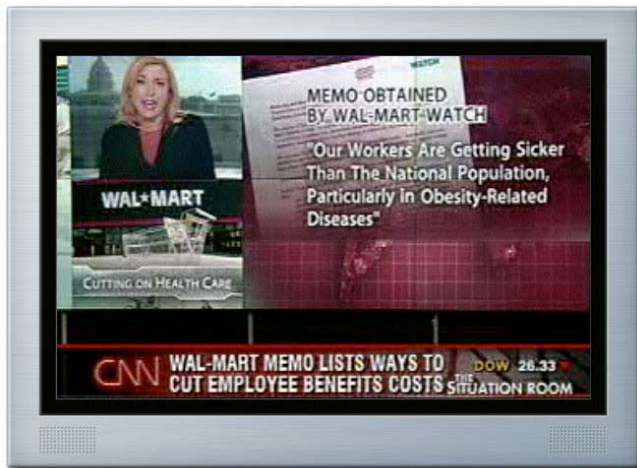 WATCH
MEMO OBTAINED
BY WAL-MART WATCH
"Our Workers Are Getting Sicker
Than The National Population,
Particularly in Obesity-Related
Diseases"
WAL★MART
CUTTING ON HEALTH CARE
CNN
WAL-MART MEMO LISTS WAYS TO
CUT EMPLOYEE BENEFITS COSTS
DOW 26.33
THE
SITUATION ROOM